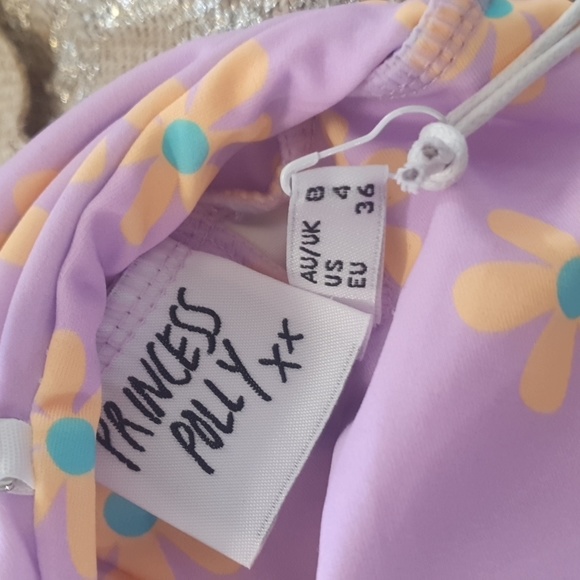 PRINCESS
POLLY
xx
AU/UK 8
US 4
EU 36